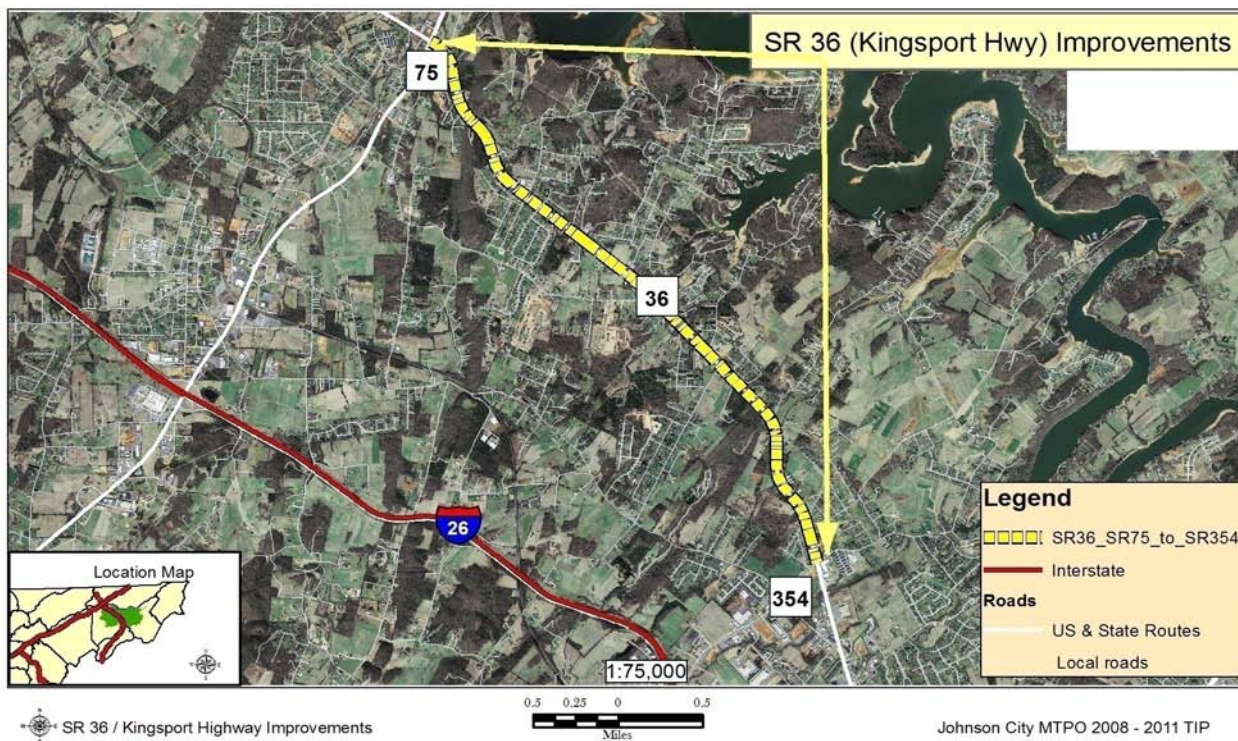 SR 36 (Kingsport Hwy) Improvements
75
36
26
354
Legend
SR36_SR75_to_SR354
Interstate
Roads
US & State Routes
Local roads
Location Map
1:75,000
0.5 0.25 0 0.5
Miles
SR 36 / Kingsport Highway Improvements
Johnson City MTPO 2008 - 2011 TIP